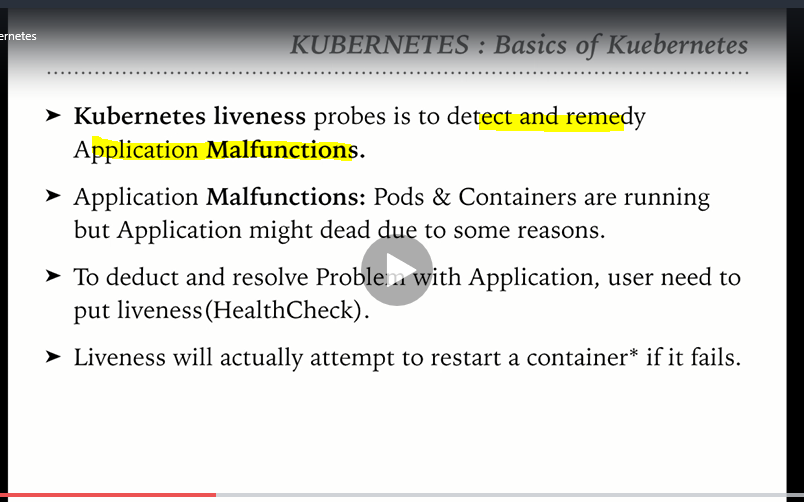 ernetes
KUBERNETES : Basics of Kuebernetes
➤ Kubernetes liveness probes is to detect and remedy
Application Malfunctions.
➤ Application Malfunctions: Pods & Containers are running
but Application might dead due to some reasons.
➤ To deduct and resolve Problem with Application, user need to
put liveness(HealthCheck).
➤ Liveness will actually attempt to restart a container* if it fails.